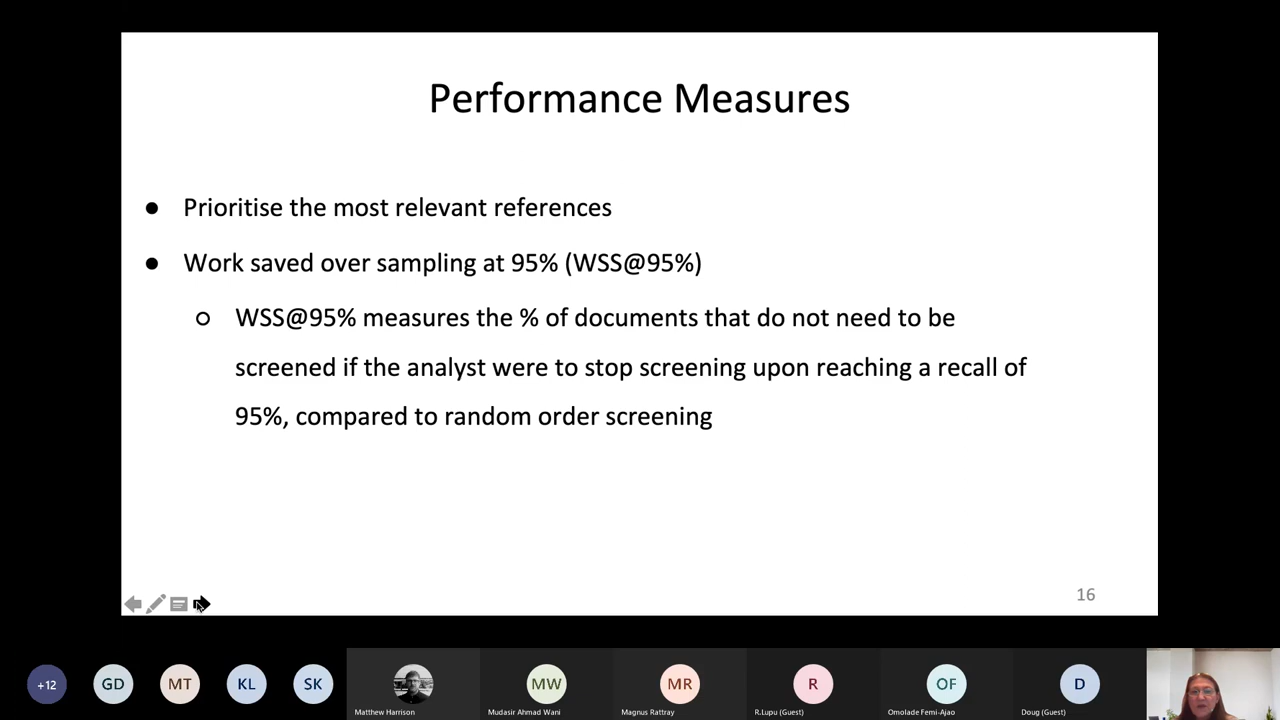 Performance Measures
● Prioritise the most relevant references
● Work saved over sampling at 95% (WSS@95%)
○ WSS@95% measures the % of documents that do not need to be
screened if the analyst were to stop screening upon reaching a recall of
95%, compared to random order screening
16
+12
GD
MT
KL
SK
Matthew Harrison
MW
Mudasir Ahmad Wani
MR
Magnus Rattray
R
R.Lupu (Guest)
OF
Omolade Femi-Ajao
D
Doug (Guest)